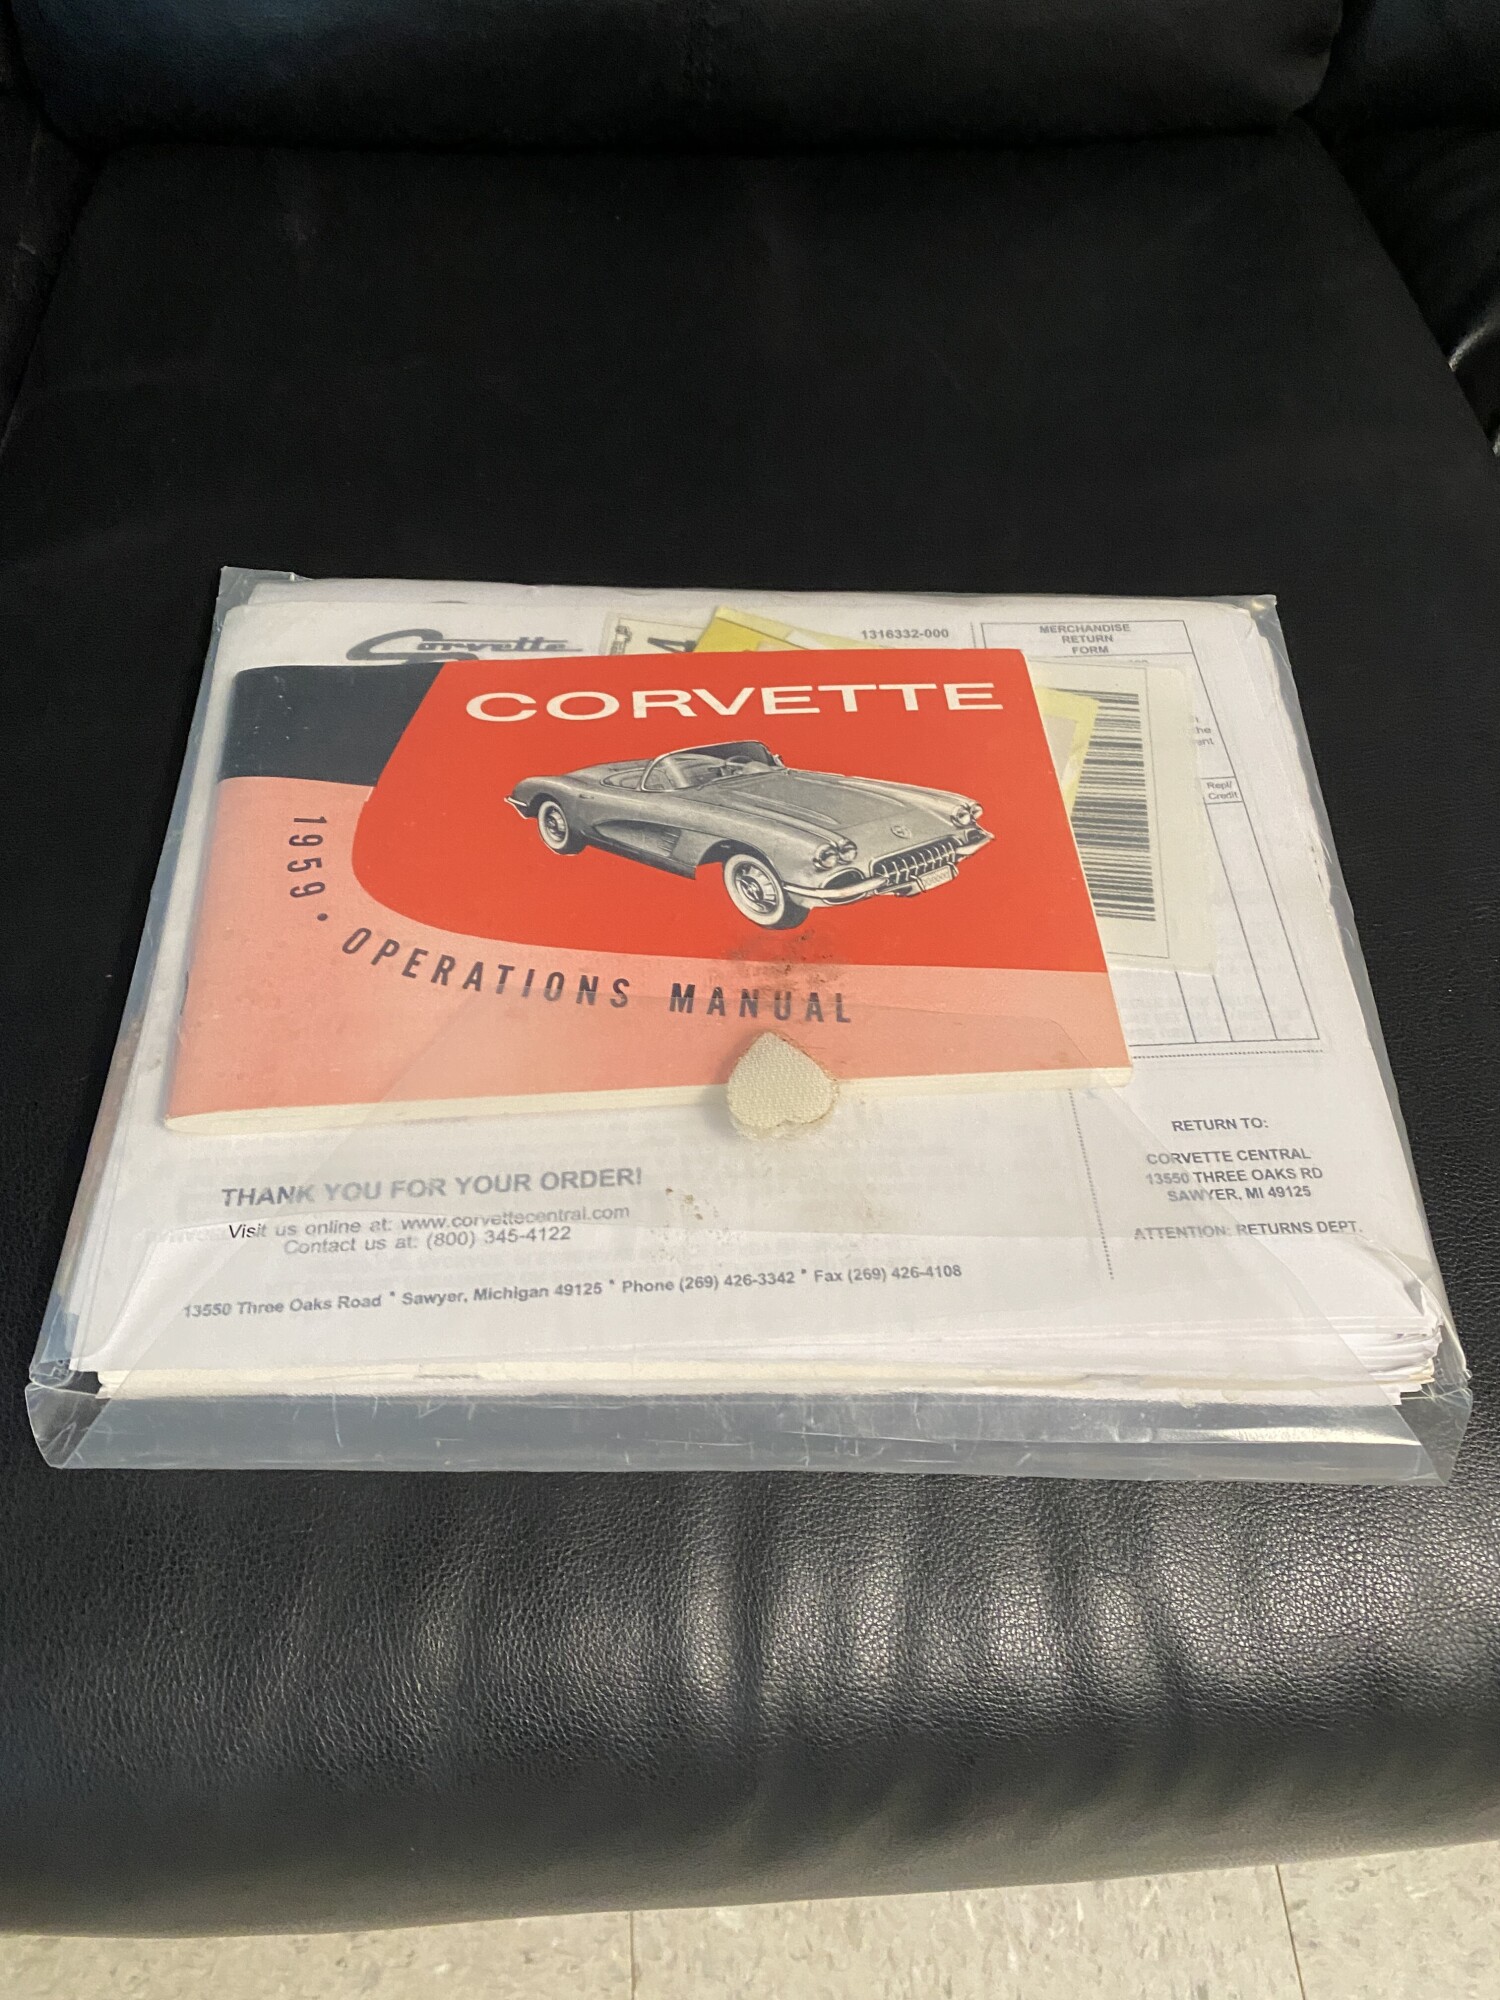 Corvette
1316332-000
MERCHANDISE
RETURN
FORM
CORVETTE
1959 • OPERATIONS MANUAL
the
Repl/
Credit
THANK YOU FOR YOUR ORDER!
Visit us online at: www.corvettecentral.com
Contact us at: (800) 345-4122
13550 Three Oaks Road * Sawyer, Michigan 49125 * Phone (269) 426-3342 * Fax (269) 426-4108
RETURN TO:
CORVETTE CENTRAL
13550 THREE OAKS RD
SAWYER, MI 49125
ATTENTION: RETURNS DEPT.